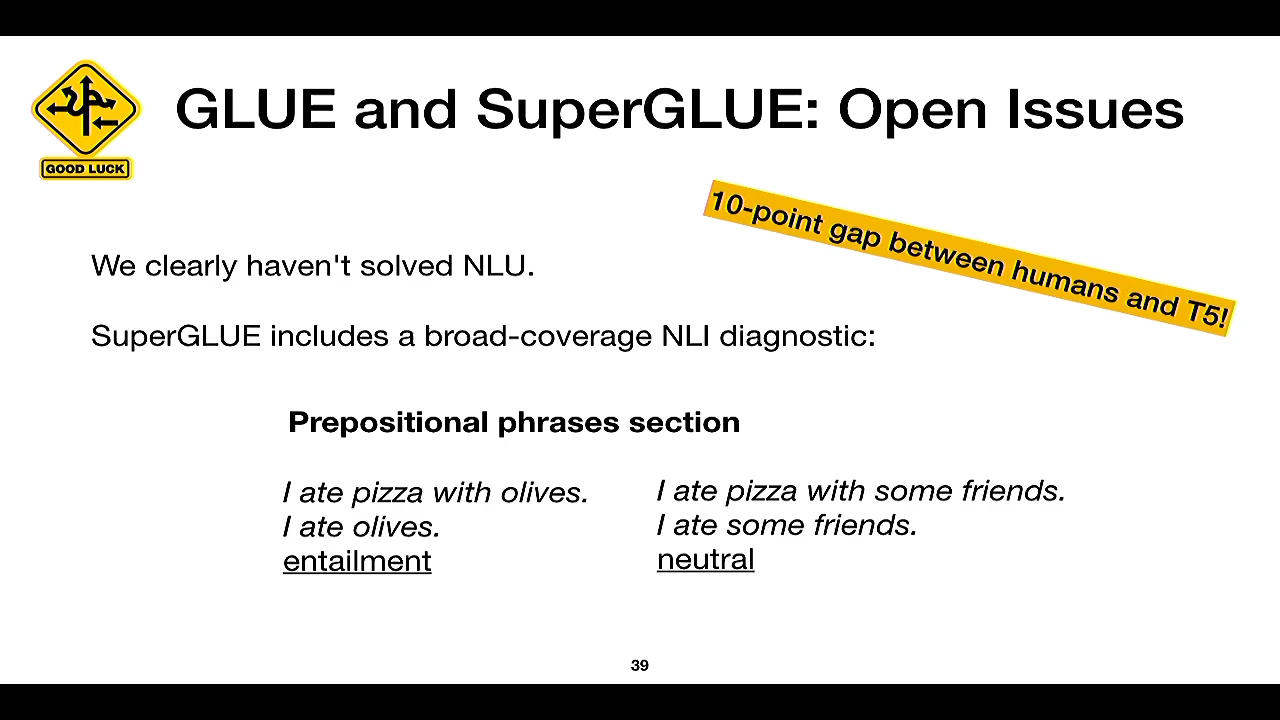 GLUE and SuperGLUE: Open Issues
GOOD LUCK
10-point gap between humans and T5!
We clearly haven't solved NLU.
SuperGLUE includes a broad-coverage NLI diagnostic:
Prepositional phrases section
I ate pizza with olives.
I ate olives.
entailment
I ate pizza with some friends.
I ate some friends.
neutral
39